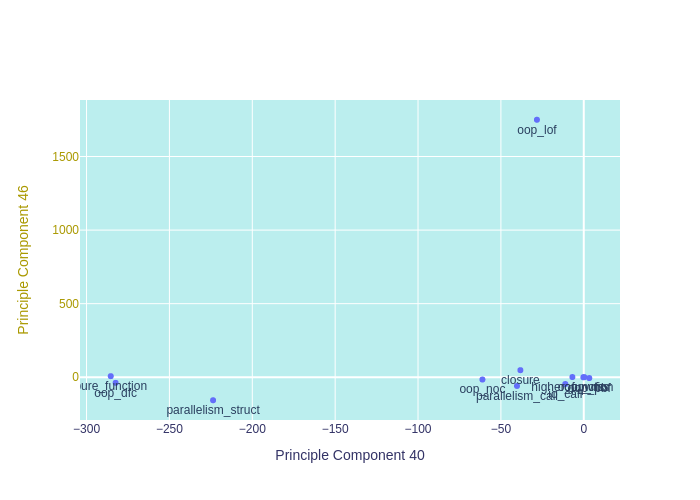 Principle Component 46
1500
1000
500
0
oop_lof
closure
ure_function
oop_dfc
oop_noc
parallelism_call
parallelism_struct
−300
−250
−200
−150
−100
−50
0
Principle Component 40